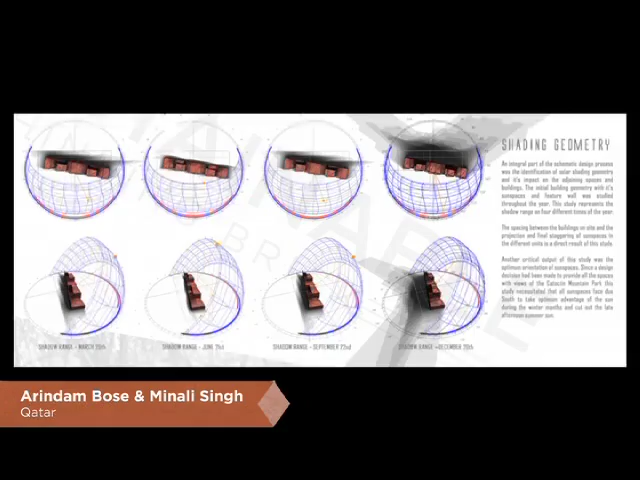 SHADING GEOMETRY
An integral part of the schematic design process
was the identification of solar shading geometry
and it's impact on the adjoining spaces and
buildings. The initial building geometry with it's
sunspaces and feature wall was studied
throughout the year. This study represents the
shadow range on four different times of the year.
The spacing between the buildings on site and the
projection and final staggering of sunspaces in
the different units is a direct result of this study.
Another critical output of this study was the
optimum orientation of sunspaces. Since a design
decision had been made to provide all the spaces
with views of the Mountain Park this
study necessitated that all sunspaces face due
South to take optimum advantage of the sun
during the winter months and cut out the late
afternoon summer sun.
SHADOW RANGE - MARCH 20th
SHADOW RANGE - JUNE 21st
SHADOW RANGE - SEPTEMBER 22nd
SHADOW RANGE - DECEMBER 20th
Arindam Bose & Minali Singh
Qatar